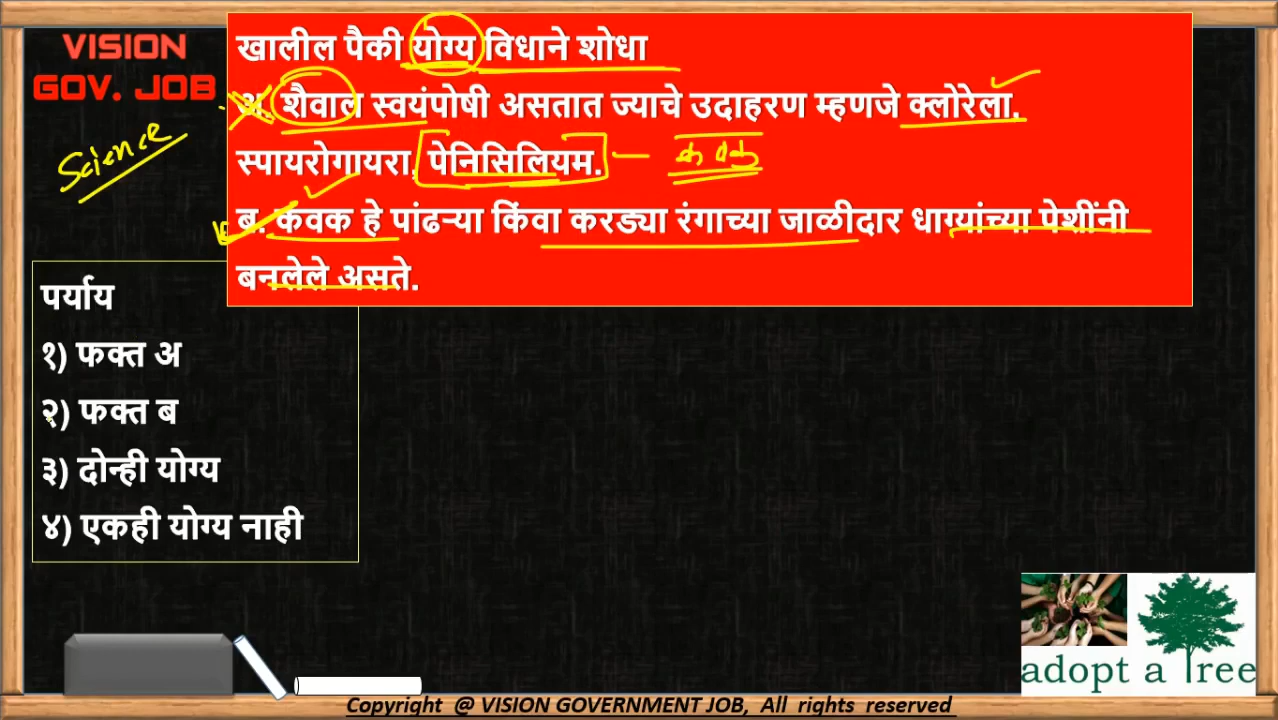 VISION
GOV. JOB
Science
खालील पैकी योग्य विधाने शोधा
अ. शैवाल स्वयंपोषी असतात ज्याचे उदाहरण म्हणजे क्लोरेला,
स्पायरोगायरा, पेनिसिलियम. कवक
ब. कवक हे पांढऱ्या किंवा करड्या रंगाच्या जाळीदार धाग्यांच्या पेशींनी
बनलेले असते.
पर्याय
१) फक्त अ
२) फक्त ब
३) दोन्ही योग्य
४) एकही योग्य नाही
adopt a Tree
Copyright @ VISION GOVERNMENT JOB, All rights reserved